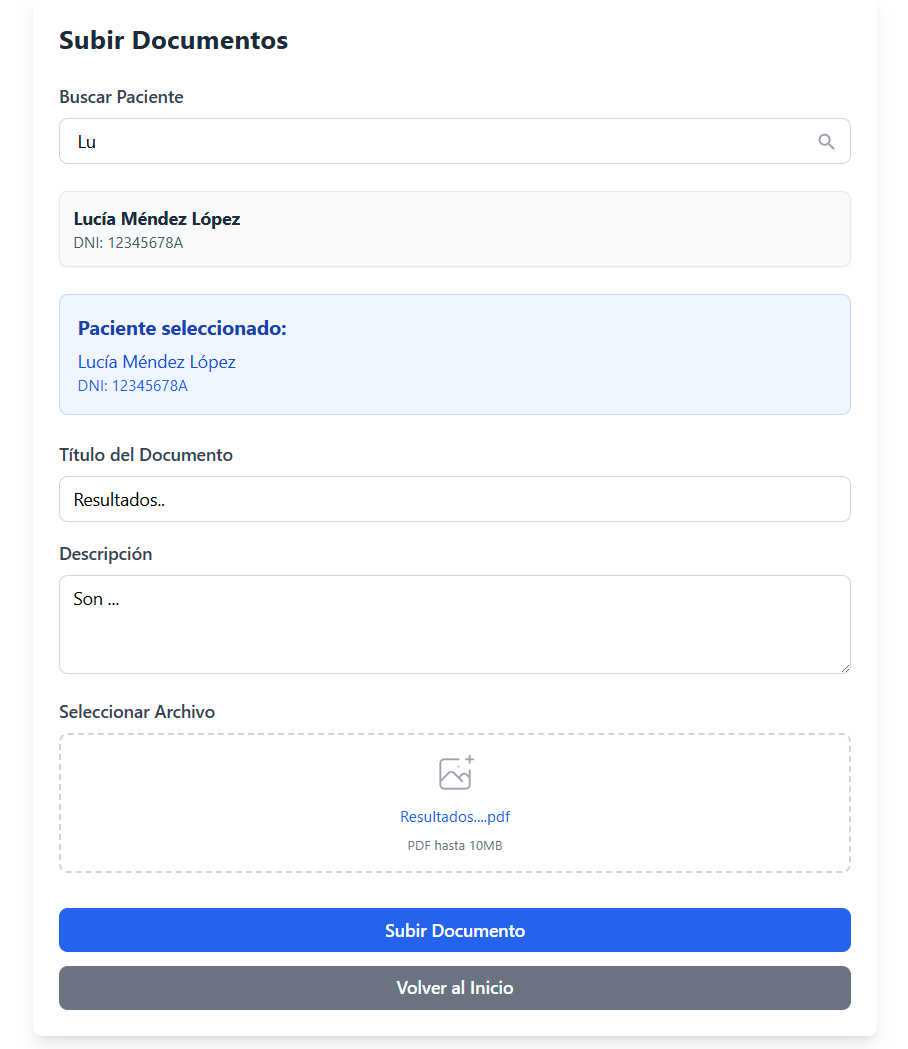 Subir Documentos
Buscar Paciente
Lu
Lucía Méndez López
DNI: 12345678A
Paciente seleccionado:
Lucía Méndez López
DNI: 12345678A
Título del Documento
Resultados..
Descripción
Son ...
Seleccionar Archivo
Resultados....pdf
PDF hasta 10MB
Subir Documento
Volver al Inicio